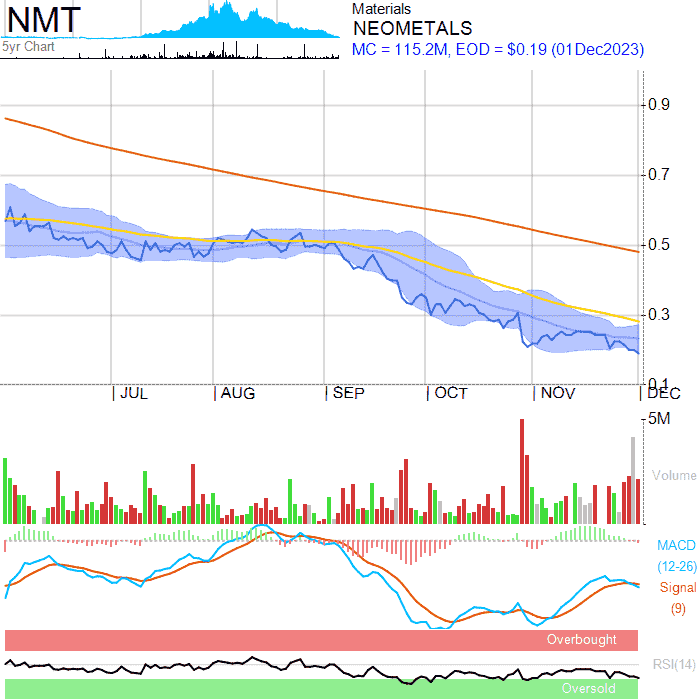 NMT
5yr Chart
Materials
NEOMETALS
MC = 115.2M, EOD = $0.19 (01Dec2023)
0.9
0.7
0.5
0.3
0.1
JUL AUG SEP OCT NOV DEC
5M
Volume
MACD
(12-26)
Signal
(9)
Overbought
RSI(14)
Oversold